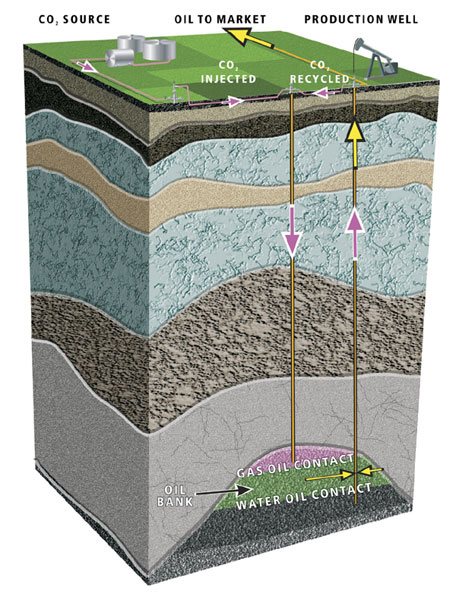 CO₂ SOURCE
OIL TO MARKET
PRODUCTION WELL
CO₂
INJECTED
CO₂
RECYCLED
GAS OIL CONTACT
OIL
BANK
WATER OIL CONTACT